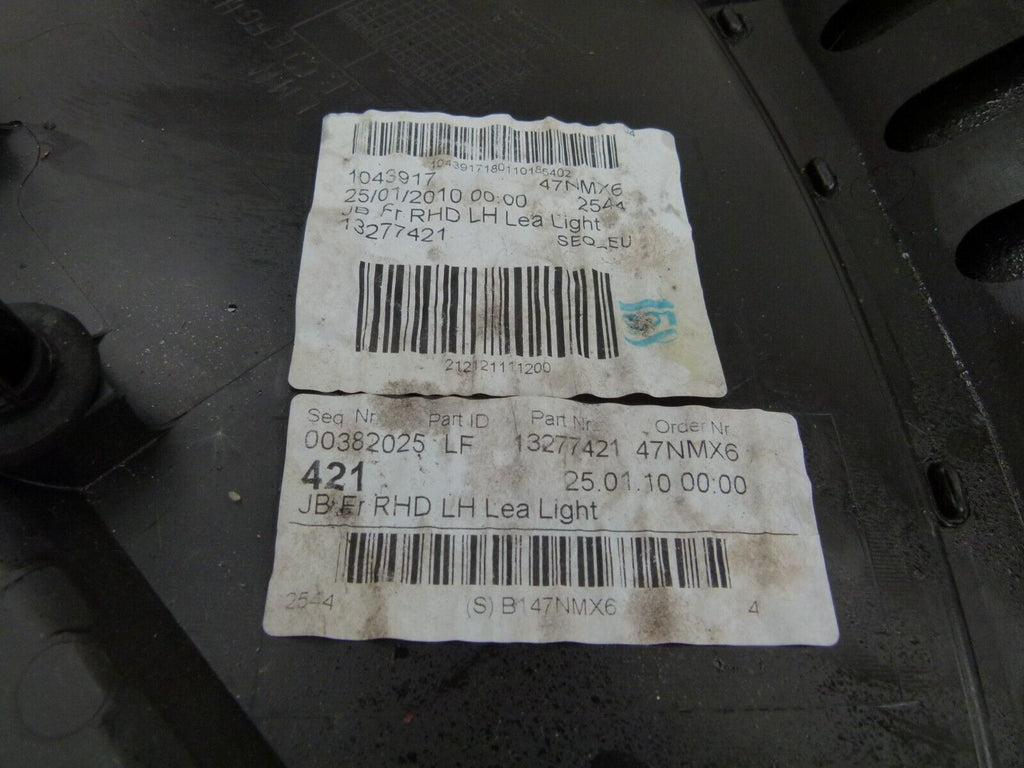 104391718011018540２
1043917 47NMX6
25/01/2010 00:00 2544
JB Fr RHD LH Lea Light
13277421 SEQ_EU
212121111200
Seq Nr. Part ID Part Nr. Order Nr.
00382025 LF 13277421 47NMX6
421 25.01.10 00:00
JB Fr RHD LH Lea Light
2544 (S) B147NMX6 4